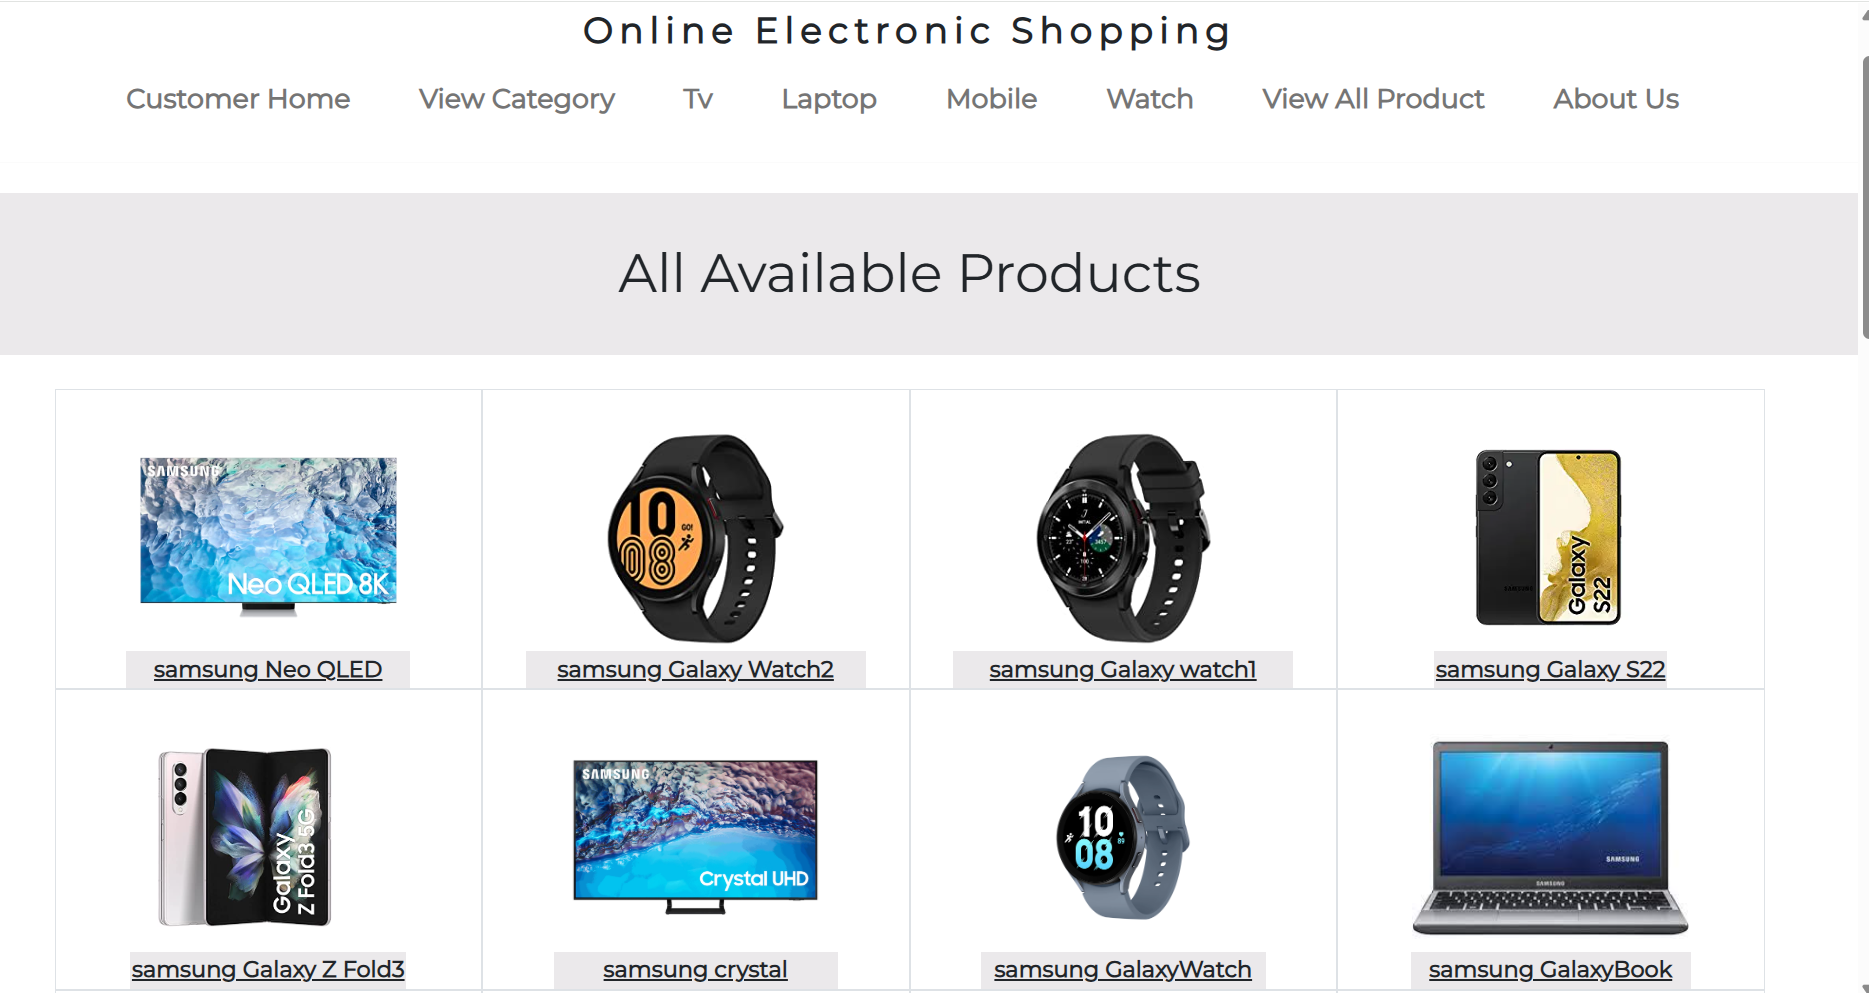 Online Electronic Shopping
Customer Home View Category Tv Laptop Mobile Watch View All Product About Us
All Available Products
SAMSUNG
Neo QLED 8K
10
08
GO!
Galaxy
S22
samsung Neo QLED
samsung Galaxy Watch2
samsung Galaxy watch1
samsung Galaxy S22
Galaxy
Z Fold3 5G
SAMSUNG
Crystal UHD
10
08
89
SAMSUNG
SAMSUNG
samsung Galaxy Z Fold3
samsung crystal
samsung GalaxyWatch
samsung GalaxyBook